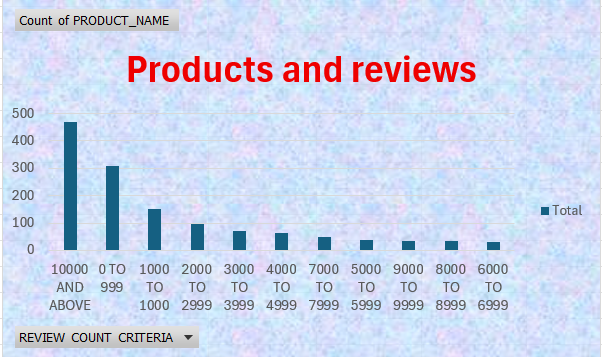 Count of PRODUCT_NAME
Products and reviews
500
400
300
200
100
0
Total
10000 0 TO 1000 2000 3000 4000 7000 5000 9000 8000 6000
AND 999 TO TO TO TO TO TO TO TO TO
ABOVE 1000 2999 3999 4999 7999 5999 9999 8999 6999
REVIEW COUNT CRITERIA